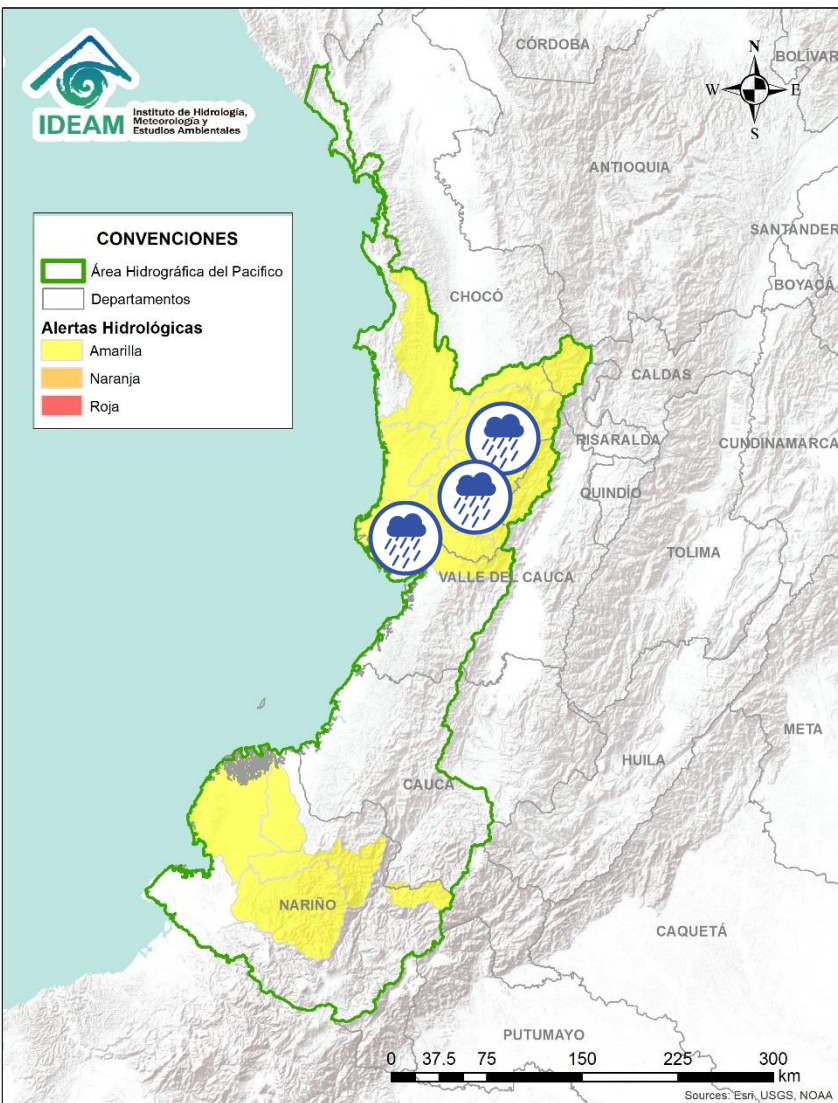 IDEAM
Instituto de Hidrología,
Meteorología y
Estudios Ambientales
CÓRDOBA
BOLÍVAR
N
W
E
S
ANTIOQUIA
SANTANDER
BOYACÁ
CONVENCIONES
Área Hidrográfica del Pacifico
Departamentos
Alertas Hidrológicas
Amarilla
Naranja
Roja
CHOCÓ
CALDAS
RISARALDA
CUNDINAMARCA
QUINDÍO
TOLIMA
VALLE DEL CAUCA
META
HUILA
CAUCA
NARIÑO
CAQUETÁ
PUTUMAYO
0 37.5 75 150 225 300
km
Sources: Esri, USGS, NOAA